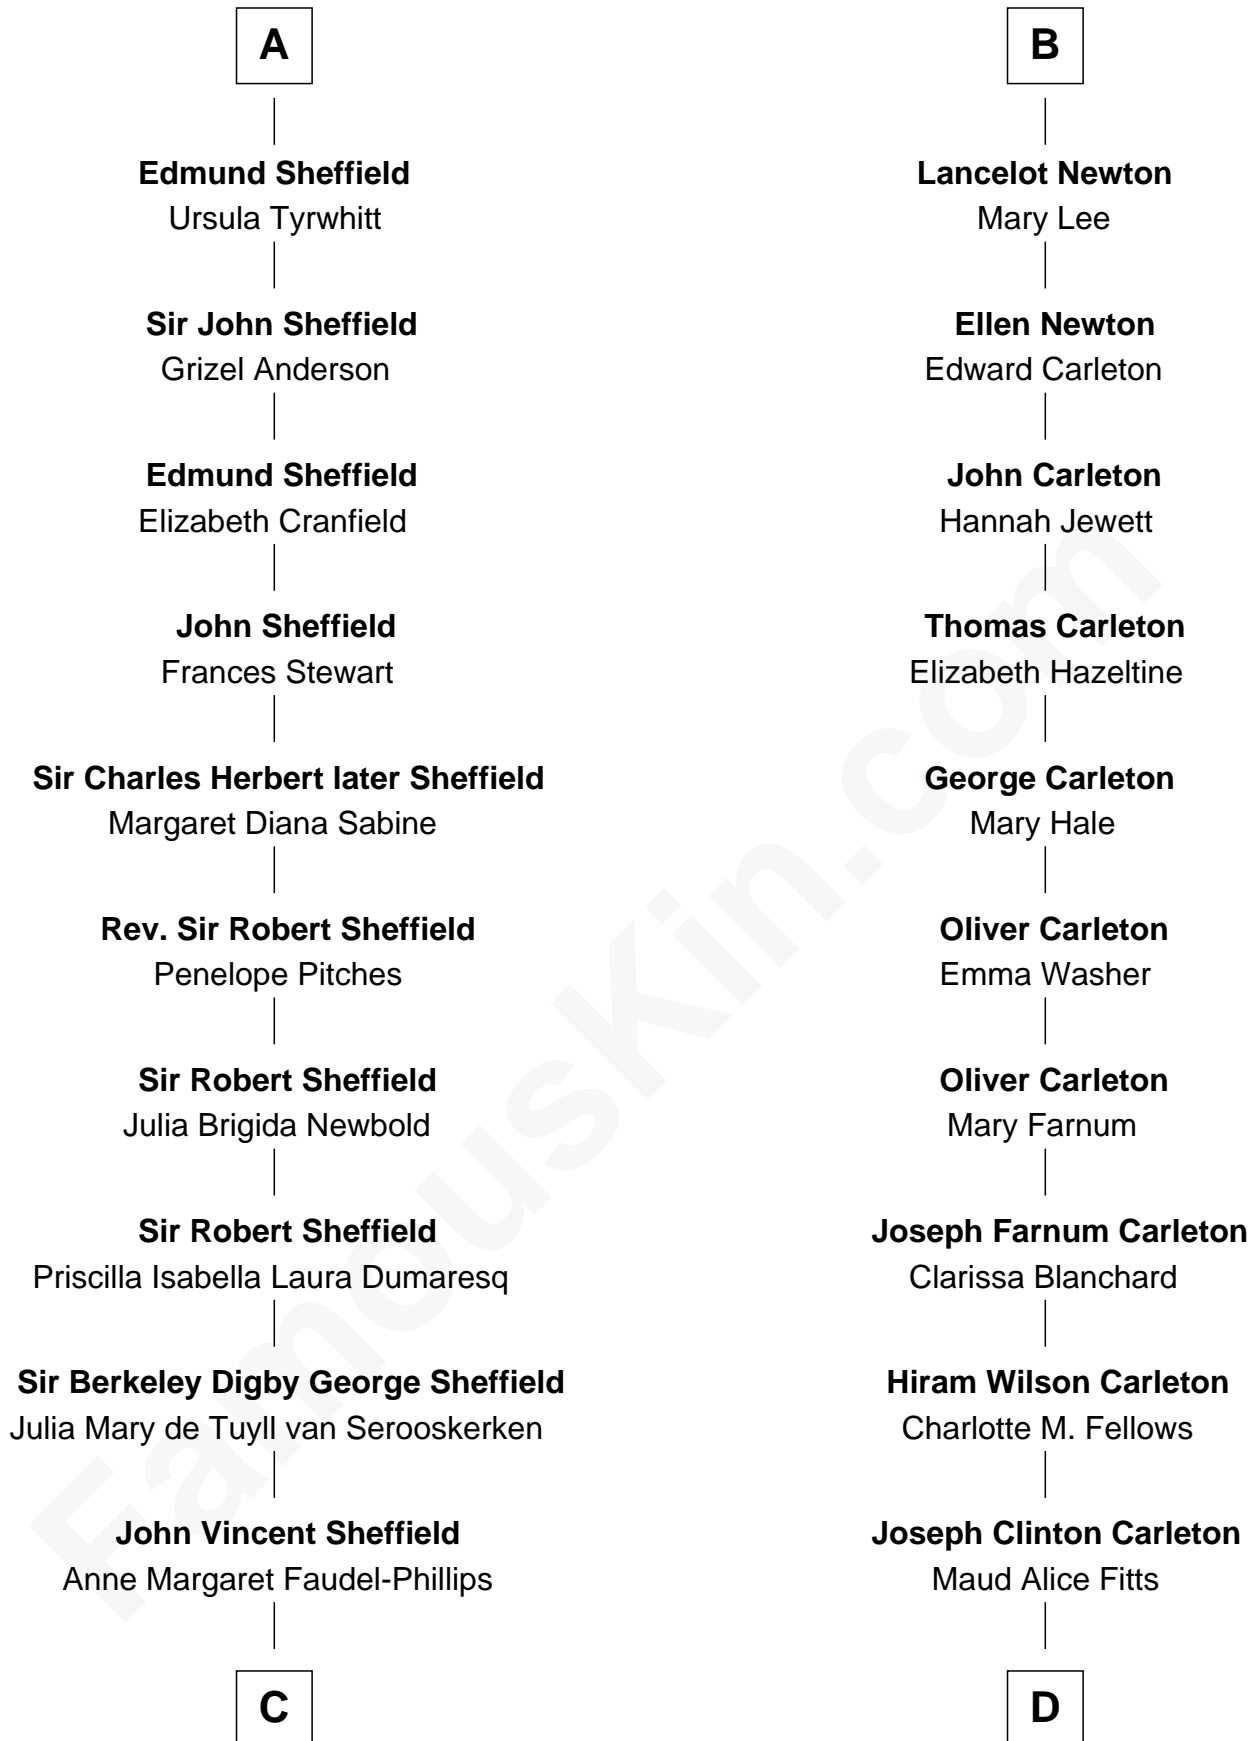 A
Edmund Sheffield
Ursula Tyrwhitt
Sir John Sheffield
Grizel Anderson
Edmund Sheffield
Elizabeth Cranfield
John Sheffield
Frances Stewart
Sir Charles Herbert later Sheffield
Margaret Diana Sabine
Rev. Sir Robert Sheffield
Penelope Pitches
Sir Robert Sheffield
Julia Brigida Newbold
Sir Robert Sheffield
Priscilla Isabella Laura Dumaresq
Sir Berkeley Digby George Sheffield
Julia Mary de Tuyll van Serooskerken
John Vincent Sheffield
Anne Margaret Faudel-Phillips
C
B
Lancelot Newton
Mary Lee
Ellen Newton
Edward Carleton
John Carleton
Hannah Jewett
Thomas Carleton
Elizabeth Hazeltine
George Carleton
Mary Hale
Oliver Carleton
Emma Washer
Oliver Carleton
Mary Farnum
Joseph Farnum Carleton
Clarissa Blanchard
Hiram Wilson Carleton
Charlotte M. Fellows
Joseph Clinton Carleton
Maud Alice Fitts
D
FamousKin.com